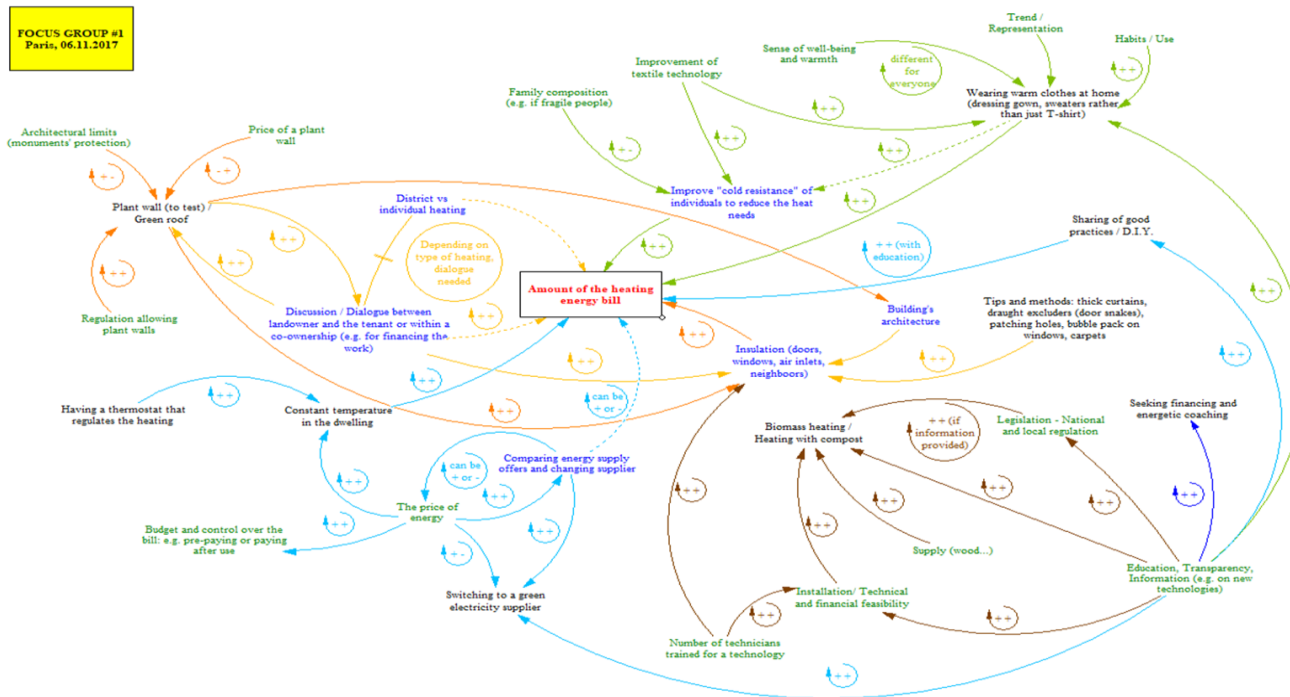 FOCUS GROUP #1
Paris, 06.11.2017
Trend /
Representation
Habits / Use
Sense of well-being
and warmth
different
for
everyone
Improvement of
textile technology
Wearing warm clothes at home
(dressing gown, sweaters rather
than just T-shirt)
++
++
Family composition
(e.g. if fragile people)
++
+-
++
++
Architectural limits
(monuments' protection)
Price of a plant
wall
+-
-+
Improve "cold resistance" of
individuals to reduce the heat
needs
District vs
individual heating
Plant wall (to test) /
Green roof
++
Sharing of good
practices / D.I.Y.
++
++
++
++ (with
education)
Depending on
type of heating,
dialogue
needed
++
Amount of the heating
energy bill
Regulation allowing
plant walls
Discussion / Dialogue between
landowner and the tenant or within a
co-ownership (e.g. for financing the
work)
++
Building's
architecture
Tips and methods: thick curtains,
draught excluders (door snakes),
patching holes, bubble pack on
windows, carpets
++
++
++
Insulation (doors,
windows, air inlets,
neighboors)
++
++
++
++
can be
+ or -
Having a thermostat that
regulates the heating
Constant temperature
in the dwelling
++
Seeking financing and
energetic coaching
Biomass heating /
Heating with compost
++ (if
information
provided)
Legislation - National
and local regulation
Comparing energy supply
offers and changing supplier
can be
+ or -
++
++
++
++
++
The price of
energy
++
++
++
Budget and control over the
bill: e.g. pre-paying or paying
after use
+-
Supply (wood...)
Switching to a green
electricity supplier
Installation/ Technical
and financial feasibility
Education, Transparency,
Information (e.g. on new
technologies)
++
++
Number of technicians
trained for a technology
++